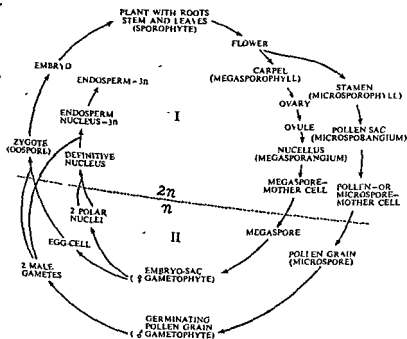 PLANT WITH ROOTS
STEM AND LEAVES
(SPOROPHYTE)
FLOWER
CARPEL
(MEGASPOROPHYLL)
STAMEN
(MICROSPOROPHYLL)
OVARY
POLLEN SAC
(MICROSPORANGIUM)
OVULE
NUCELLUS
(MEGASPORANGIUM)
MEGASPORE-
MOTHER CELL
POLLEN-OR
MICROSPORE-
MOTHER CELL
EMBRYO
ENDOSPERM-3n
ENDOSPERM
NUCLEUS-3n
I
ZYGOTE
(OOSPORE)
DEFINITIVE
NUCLEUS
2n
n
2 POLAR
NUCLEI
II
MEGASPORE
EGG-CELL
POLLEN GRAIN
(MICROSPORE)
2 MALE
GAMETES
EMBRYO-SAC
(♀ GAMETOPHYTE)
GERMINATING
POLLEN GRAIN
(♂ GAMETOPHYTE)